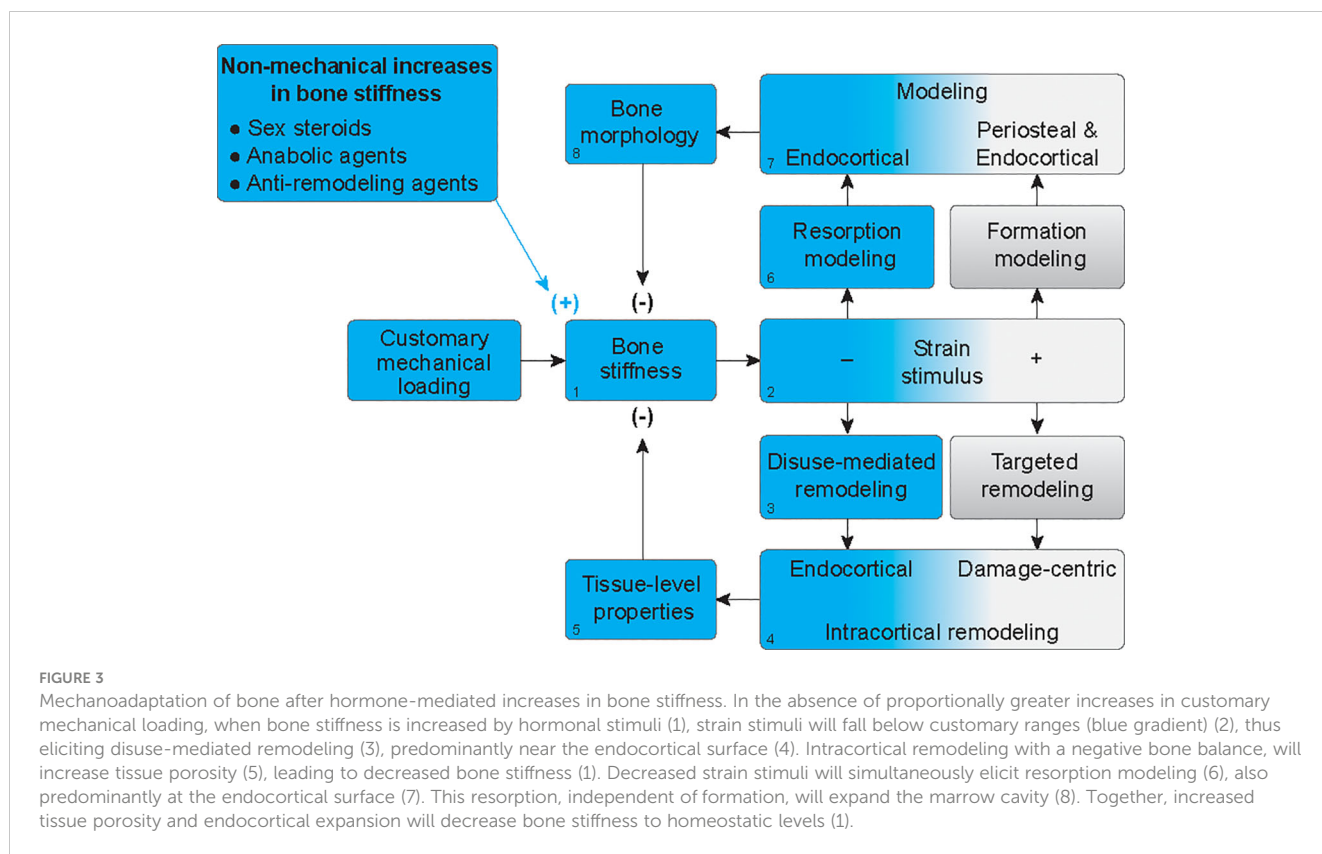 Non-mechanical increases
in bone stiffness
● Sex steroids
● Anabolic agents
● Anti-remodeling agents
Bone
morphology
8
Modeling
Periosteal &
Endocortical
Endocortical
7
Resorption
modeling
6
Formation
modeling
(+)
(-)
Customary
mechanical
loading
Bone
stiffness
1
–
Strain
stimulus
+
2
(-)
Disuse-mediated
remodeling
3
Targeted
remodeling
Tissue-level
properties
5
Endocortical
Damage-centric
Intracortical remodeling
4
FIGURE 3
Mechanoadaptation of bone after hormone-mediated increases in bone stiffness. In the absence of proportionally greater increases in customary
mechanical loading, when bone stiffness is increased by hormonal stimuli (1), strain stimuli will fall below customary ranges (blue gradient) (2), thus
eliciting disuse-mediated remodeling (3), predominantly near the endocortical surface (4). Intracortical remodeling with a negative bone balance, will
increase tissue porosity (5), leading to decreased bone stiffness (1). Decreased strain stimuli will simultaneously elicit resorption modeling (6), also
predominantly at the endocortical surface (7). This resorption, independent of formation, will expand the marrow cavity (8). Together, increased
tissue porosity and endocortical expansion will decrease bone stiffness to homeostatic levels (1).